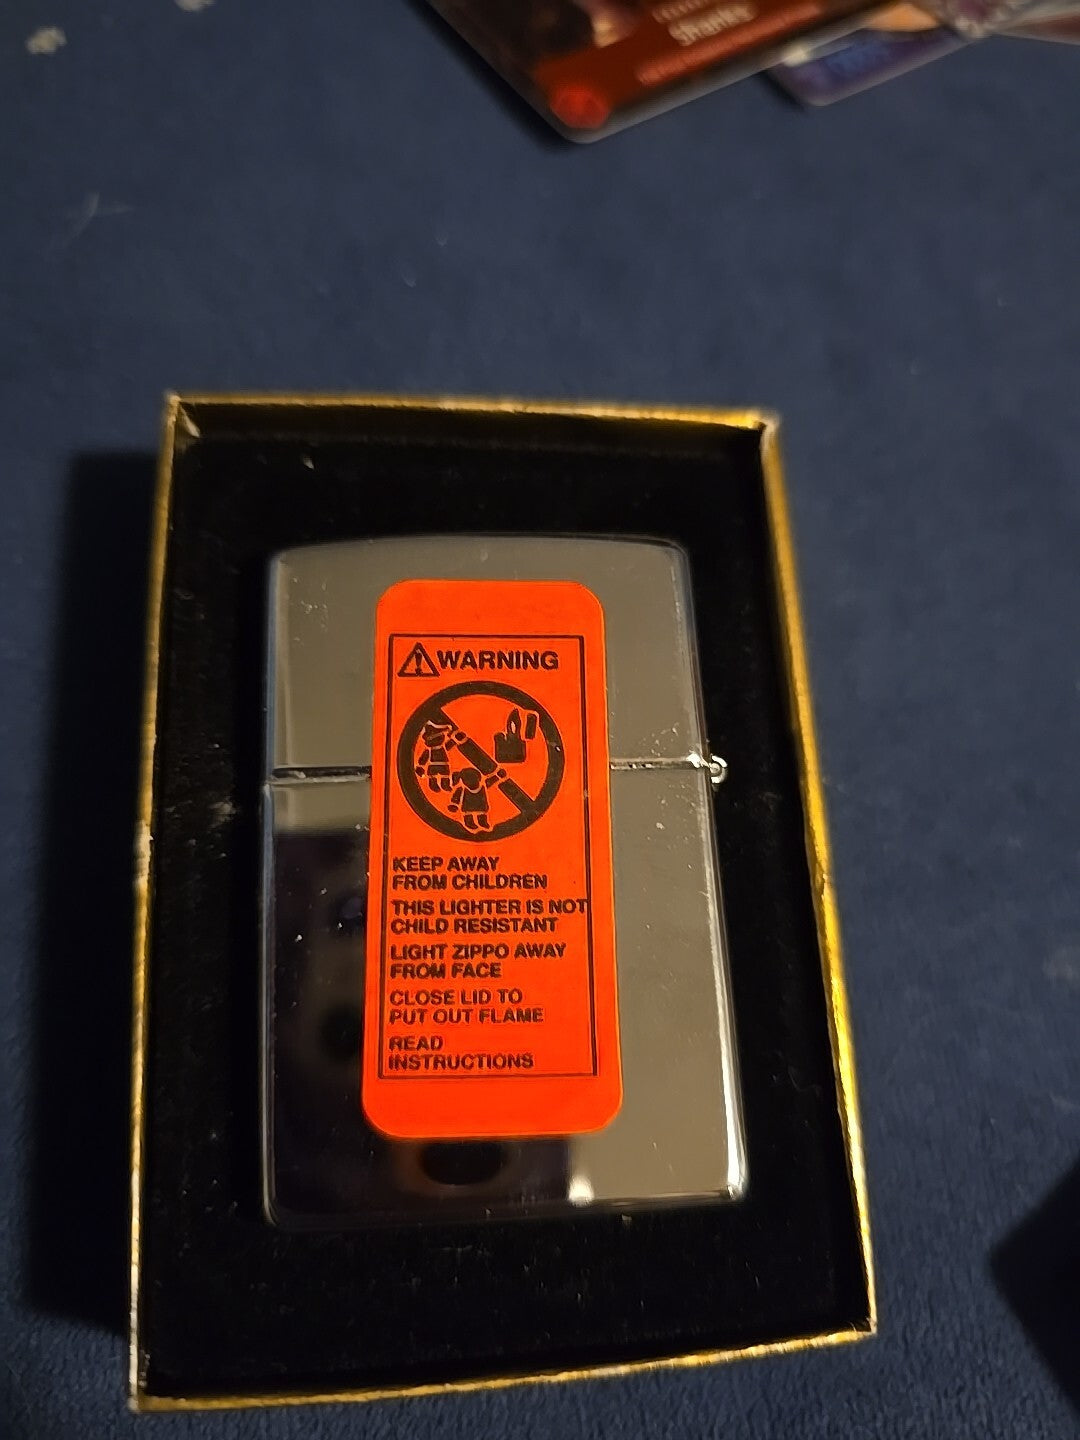 Shanks
WARNING
KEEP AWAY
FROM CHILDREN
THIS LIGHTER IS NOT
CHILD RESISTANT
LIGHT ZIPPO AWAY
FROM FACE
CLOSE LID TO
PUT OUT FLAME
READ
INSTRUCTIONS